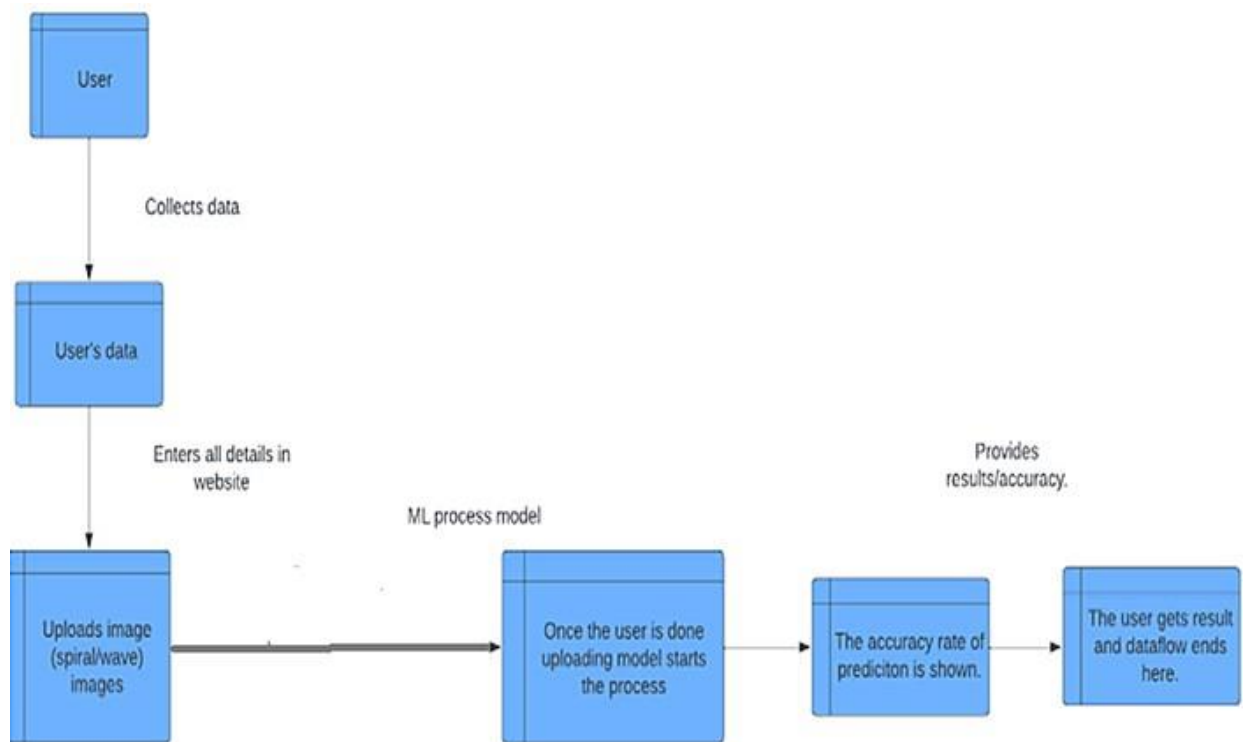 User
Collects data
User's data
Enters all details in
website
ML process model
Provides
results/accuracy.
Uploads image
(spiral/wave)
images
Once the user is done
uploading model starts
the process
The accuracy rate of
prediciton is shown.
The user gets result
and dataflow ends
here.